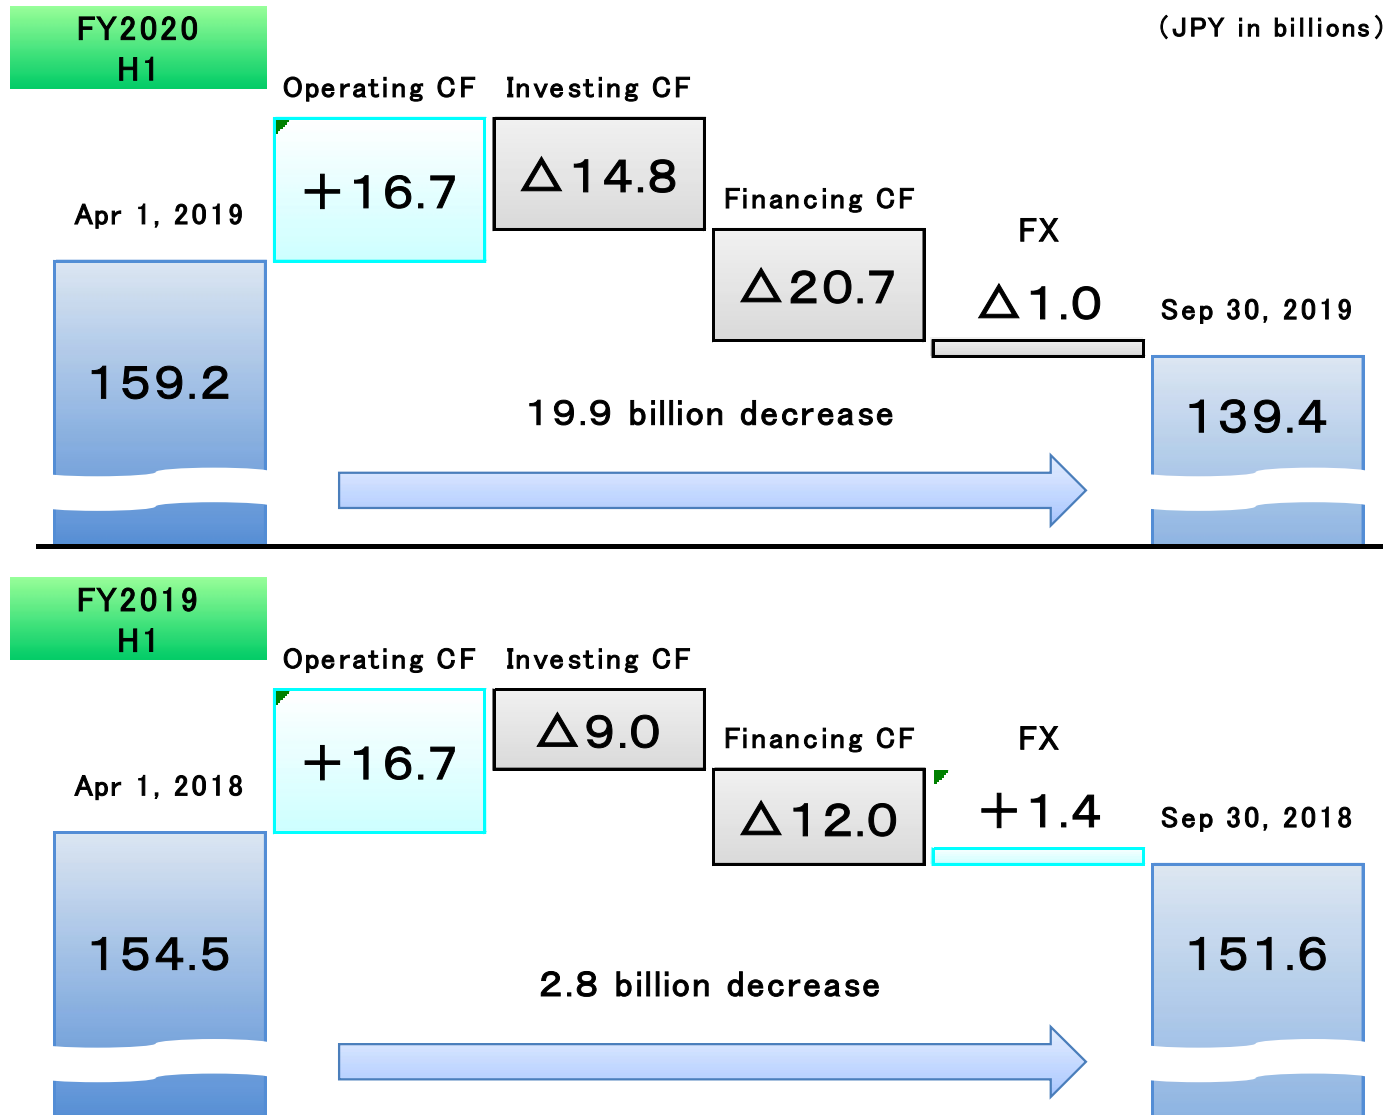 FY2020
H1
(JPY in billions)
Operating CF
Investing CF
+16.7
△14.8
Financing CF
Apr 1, 2019
FX
△20.7
△1.0
Sep 30, 2019
159.2
19.9 billion decrease
139.4
FY2019
H1
Operating CF
Investing CF
+16.7
△9.0
Financing CF
FX
Apr 1, 2018
△12.0
+1.4
Sep 30, 2018
154.5
151.6
2.8 billion decrease